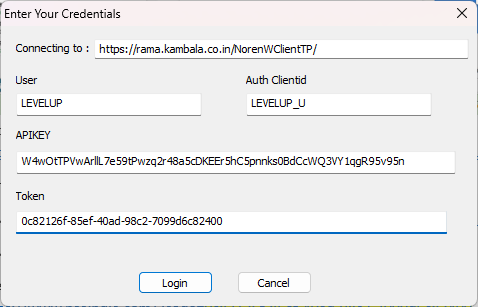 Enter Your Credentials
Connecting to : https://rama.kambala.co.in/NorenWClientTP/
User Auth Clientid
LEVELUP LEVELUP_U
APIKEY
W4wOtTPVwArllL7e59tPwzq2r48a5cDKEEr5hC5pnnks0BdCcWQ3VY1qgR95v95n
Token
0c82126f-85ef-40ad-98c2-7099d6c82400
Login Cancel